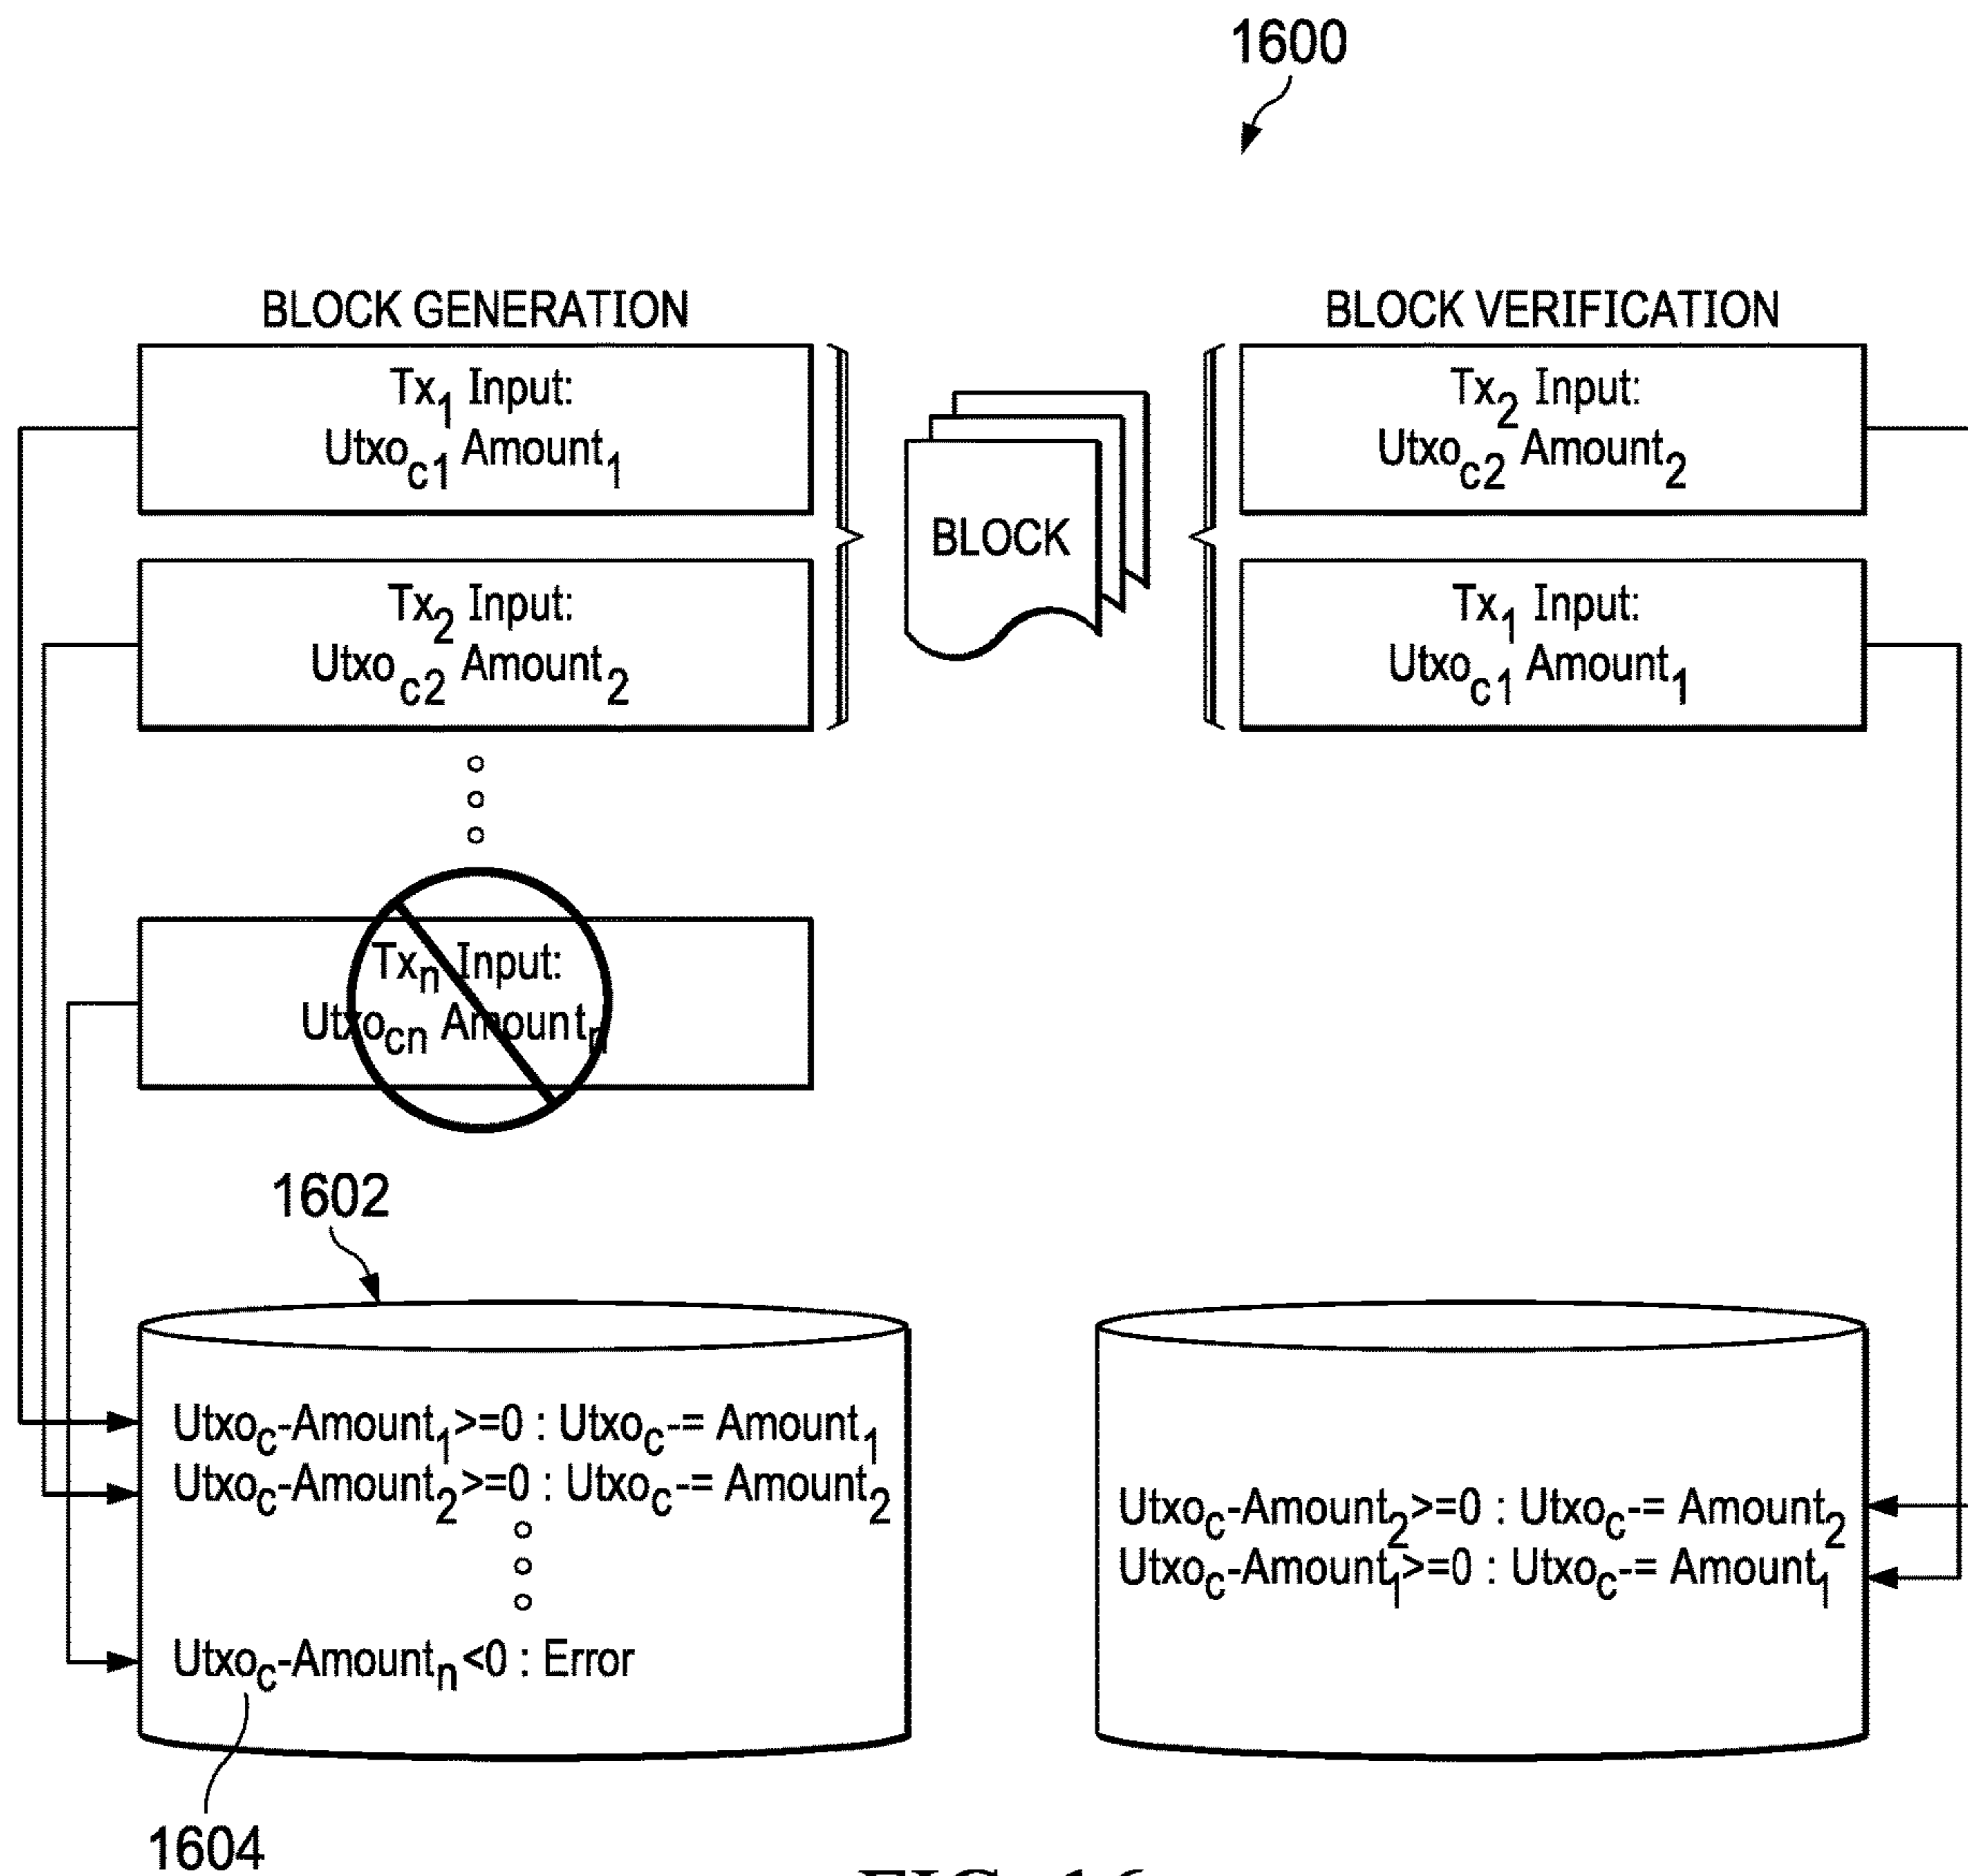 1600
BLOCK GENERATION
Tx1 Input:
Utxoc1 Amount1
Tx2 Input:
Utxoc2 Amount2
Txn Input:
Utxocn Amountn
BLOCK
BLOCK VERIFICATION
Tx2 Input:
Utxoc2 Amount2
Tx1 Input:
Utxoc1 Amount1
1602
Utxoc-Amount1>=0 : Utxoc-= Amount1
Utxoc-Amount2>=0 : Utxoc-= Amount2
Utxoc-Amountn<0 : Error
1604
Utxoc-Amount2>=0 : Utxoc-= Amount2
Utxoc-Amount1>=0 : Utxoc-= Amount1